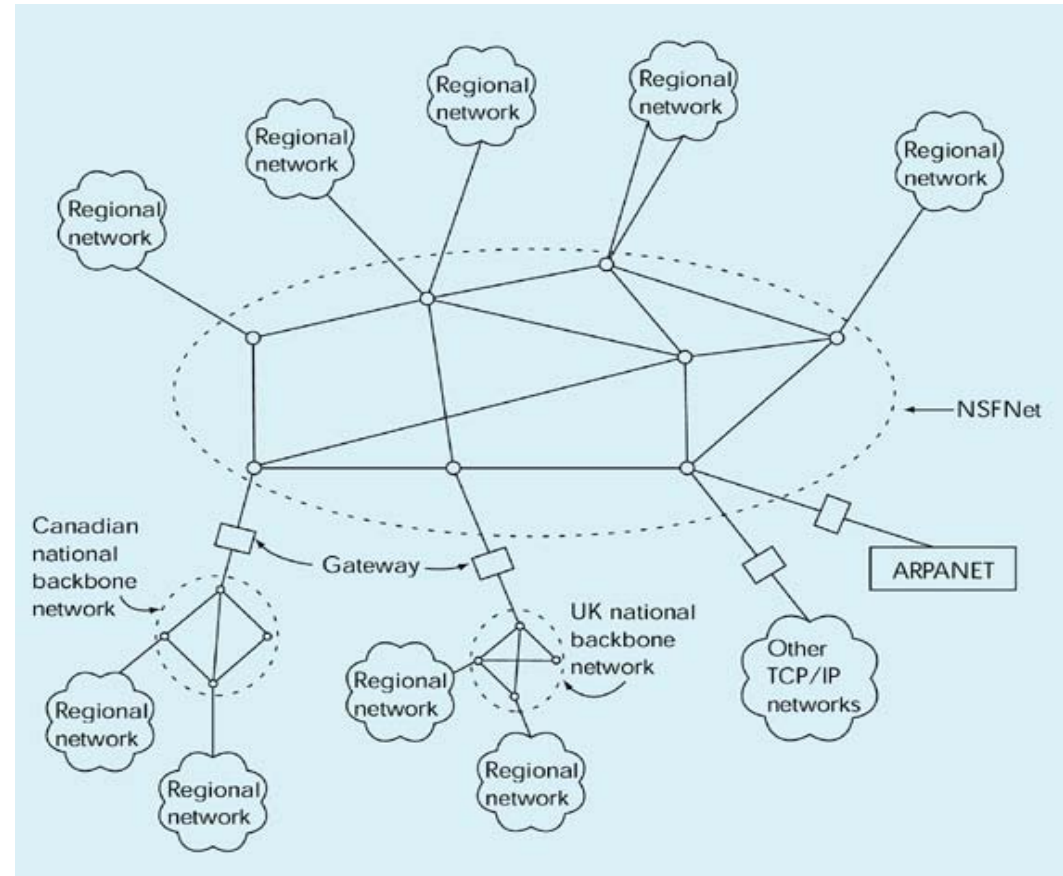 Regional
network
Regional
network
Regional
network
Regional
network
Regional
network
NSFNet
Canadian
national
backbone
network
Gateway
ARPANET
UK national
backbone
network
Other
TCP/IP
networks
Regional
network
Regional
network
Regional
network
Regional
network